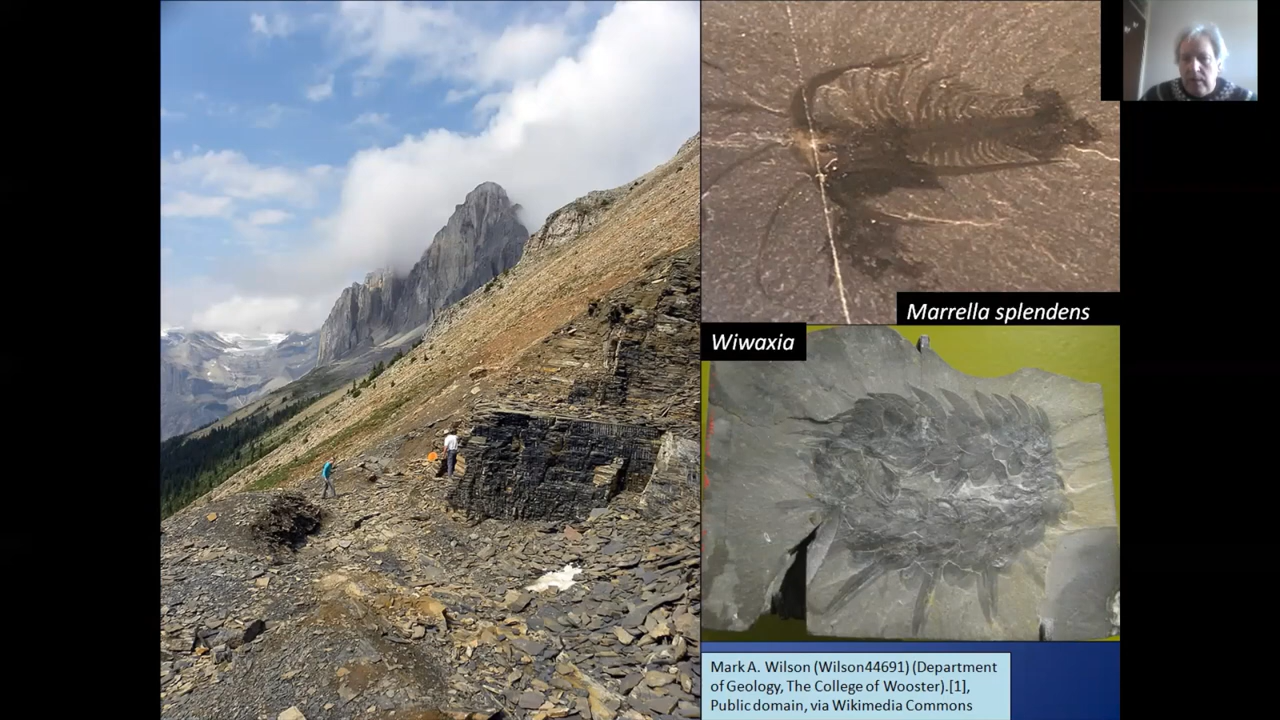 Marrella splendens
Wiwaxia
Mark A. Wilson (Wilson44691) (Department
of Geology, The College of Wooster).[1],
Public domain, via Wikimedia Commons